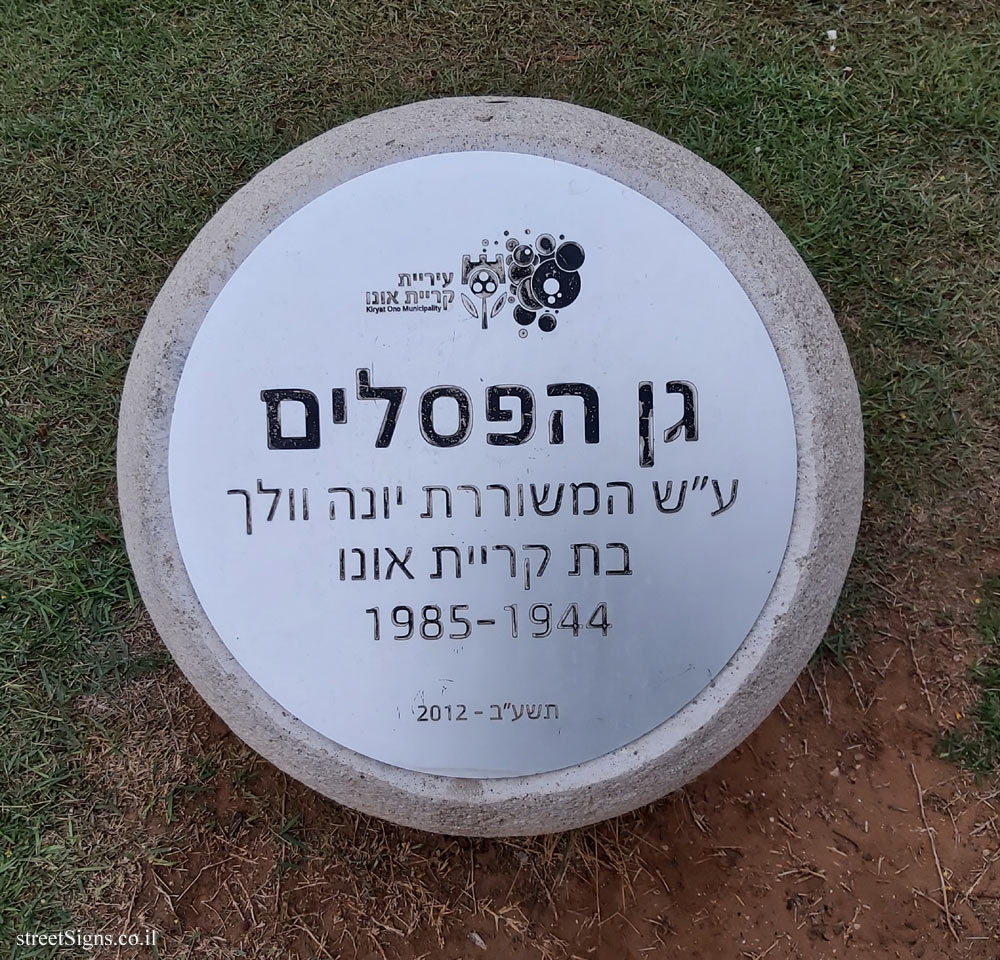 עיריית
קריית אונו
Kiryat Ono Municipality
גן הפסלים
ע"ש המשוררת יונה וולך
בת קריית אונו
1985-1944
תשע"ב - 2012
streetSigns.co.il